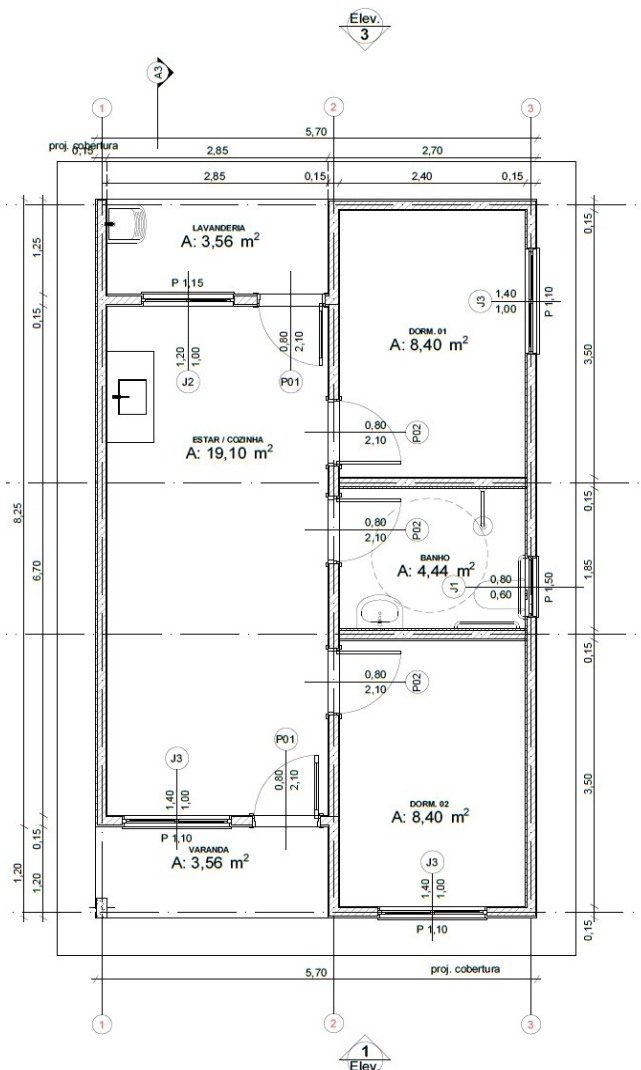 Elev.
3
A3
1
2
3
5,70
proj. cobertura
0,15
2,85
2,70
2,85
0,15
2,40
0,15
LAVANDERIA
A: 3,56 m²
1,25
0,15
0,15
P 1,15
J3
1,40
1,00
P 1,10
DORM. 01
A: 8,40 m²
3,50
1,20
1,00
J2
0,80
2,10
P01
ESTAR / COZINHA
A: 19,10 m²
0,80
2,10
P02
8,25
6,70
0,15
0,80
2,10
P02
BANHO
A: 4,44 m²
J1
0,80
0,60
P 1,50
1,85
0,15
0,80
2,10
P02
P01
0,80
2,10
J3
1,40
1,00
P 1,10
DORM. 02
A: 8,40 m²
3,50
VARANDA
A: 3,56 m²
0,15
1,20
1,20
J3
1,40
1,00
P 1,10
0,15
5,70
proj. cobertura
1
2
3
1
Elev.